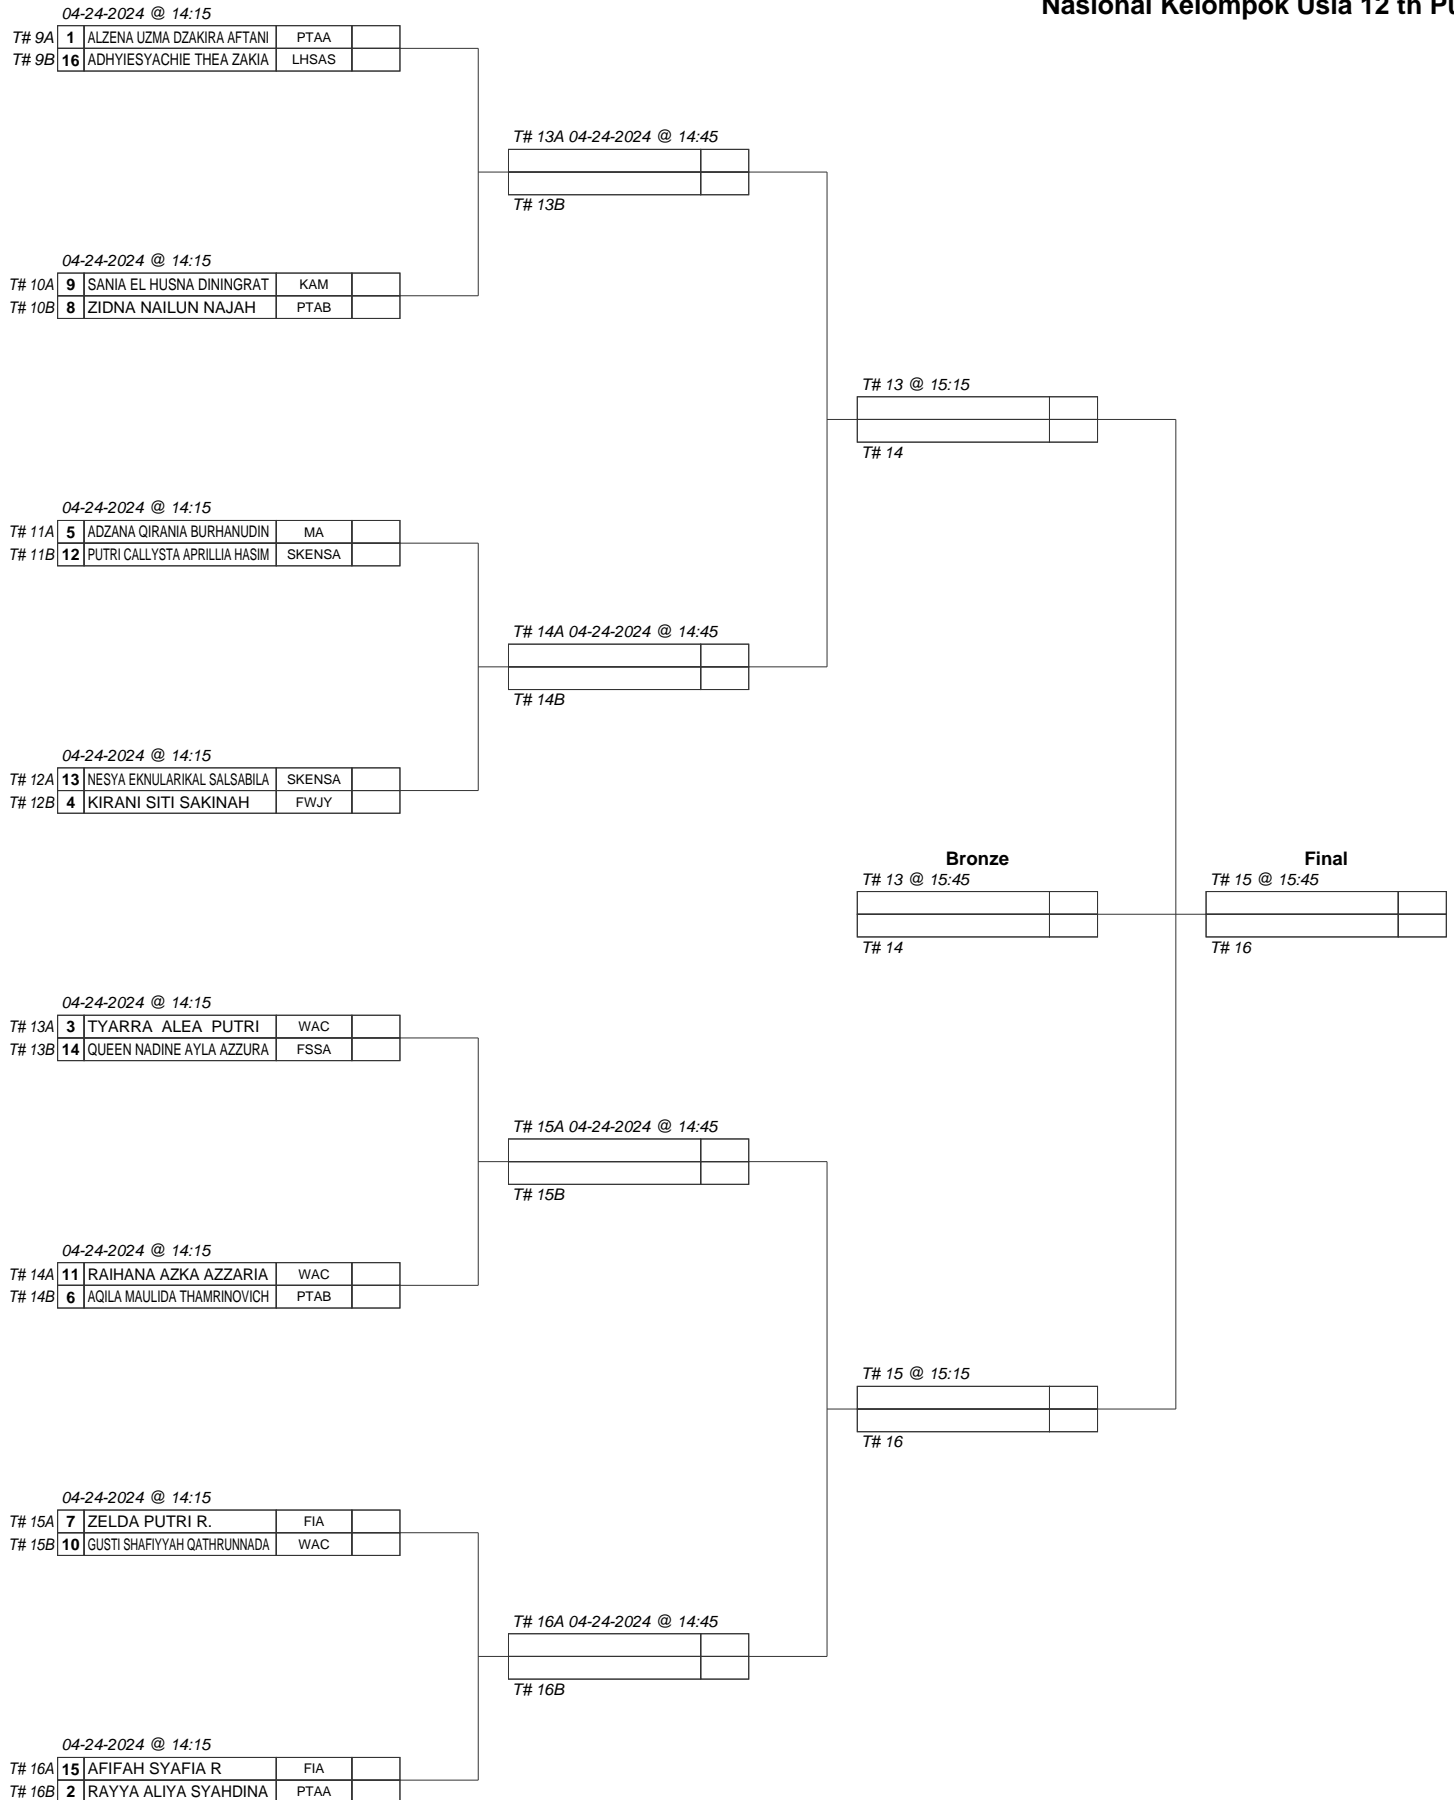 Nasional Kelompok Usia 12 th Pu
04-24-2024 @ 14:15
T# 9A 1 ALZENA UZMA DZAKIRA AFTANI PTAA
T# 9B 16 ADHYIESYACHIE THEA ZAKIA LHSAS
T# 13A 04-24-2024 @ 14:45
T# 13B
04-24-2024 @ 14:15
T# 10A 9 SANIA EL HUSNA DININGRAT KAM
T# 10B 8 ZIDNA NAILUN NAJAH PTAB
T# 13 @ 15:15
T# 14
04-24-2024 @ 14:15
T# 11A 5 ADZANA QIRANIA BURHANUDIN MA
T# 11B 12 PUTRI CALLYSTA APRILLIA HASIM SKENSA
T# 14A 04-24-2024 @ 14:45
T# 14B
04-24-2024 @ 14:15
T# 12A 13 NESYA EKNULARIKAL SALSABILA SKENSA
T# 12B 4 KIRANI SITI SAKINAH FWJY
Bronze Final
T# 13 @ 15:45 T# 15 @ 15:45
T# 14 T# 16
04-24-2024 @ 14:15
T# 13A 3 TYARRA ALEA PUTRI WAC
T# 13B 14 QUEEN NADINE AYLA AZZURA FSSA
T# 15A 04-24-2024 @ 14:45
T# 15B
04-24-2024 @ 14:15
T# 14A 11 RAIHANA AZKA AZZARIA WAC
T# 14B 6 AQILA MAULIDA THAMRINOVICH PTAB
T# 15 @ 15:15
T# 16
04-24-2024 @ 14:15
T# 15A 7 ZELDA PUTRI R. FIA
T# 15B 10 GUSTI SHAFIYYAH QATHRUNNADA WAC
T# 16A 04-24-2024 @ 14:45
T# 16B
04-24-2024 @ 14:15
T# 16A 15 AFIFAH SYAFIA R FIA
T# 16B 2 RAYYA ALIYA SYAHDINA PTAA